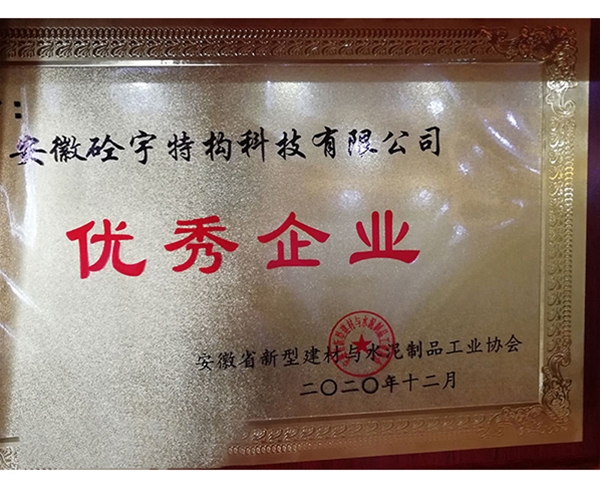 ：
安徽砼宇特构科技有限公司
优秀企业
安徽省新型建材与水泥制品工业协会
二〇二〇年十二月